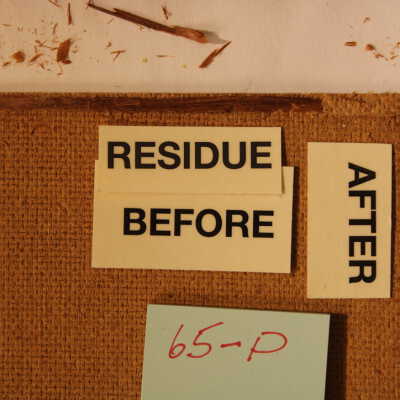 RESIDUE
BEFORE
AFTER
65-P